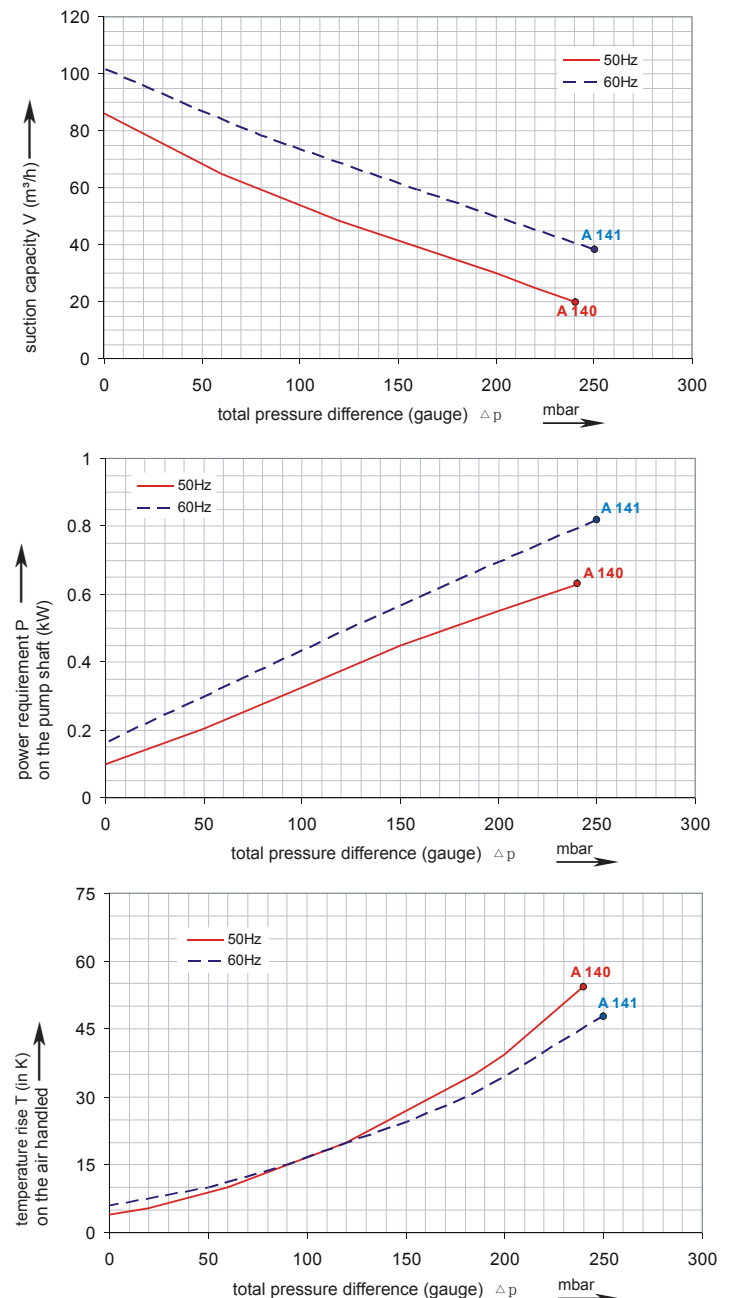 120
100
80
60
40
20
0
suction capacity V (m³/h)
50Hz
60Hz
A 141
A 140
0 50 100 150 200 250 300
total pressure difference (gauge) △p mbar
1
0.8
0.6
0.4
0.2
0
power requirement P
on the pump shaft (kW)
50Hz
60Hz
A 141
A 140
0 50 100 150 200 250 300
total pressure difference (gauge) △p mbar
75
60
45
30
15
0
temperature rise T (in K)
on the air handled
50Hz
60Hz
A 140
A 141
0 50 100 150 200 250 300
total pressure difference (gauge) △p mbar